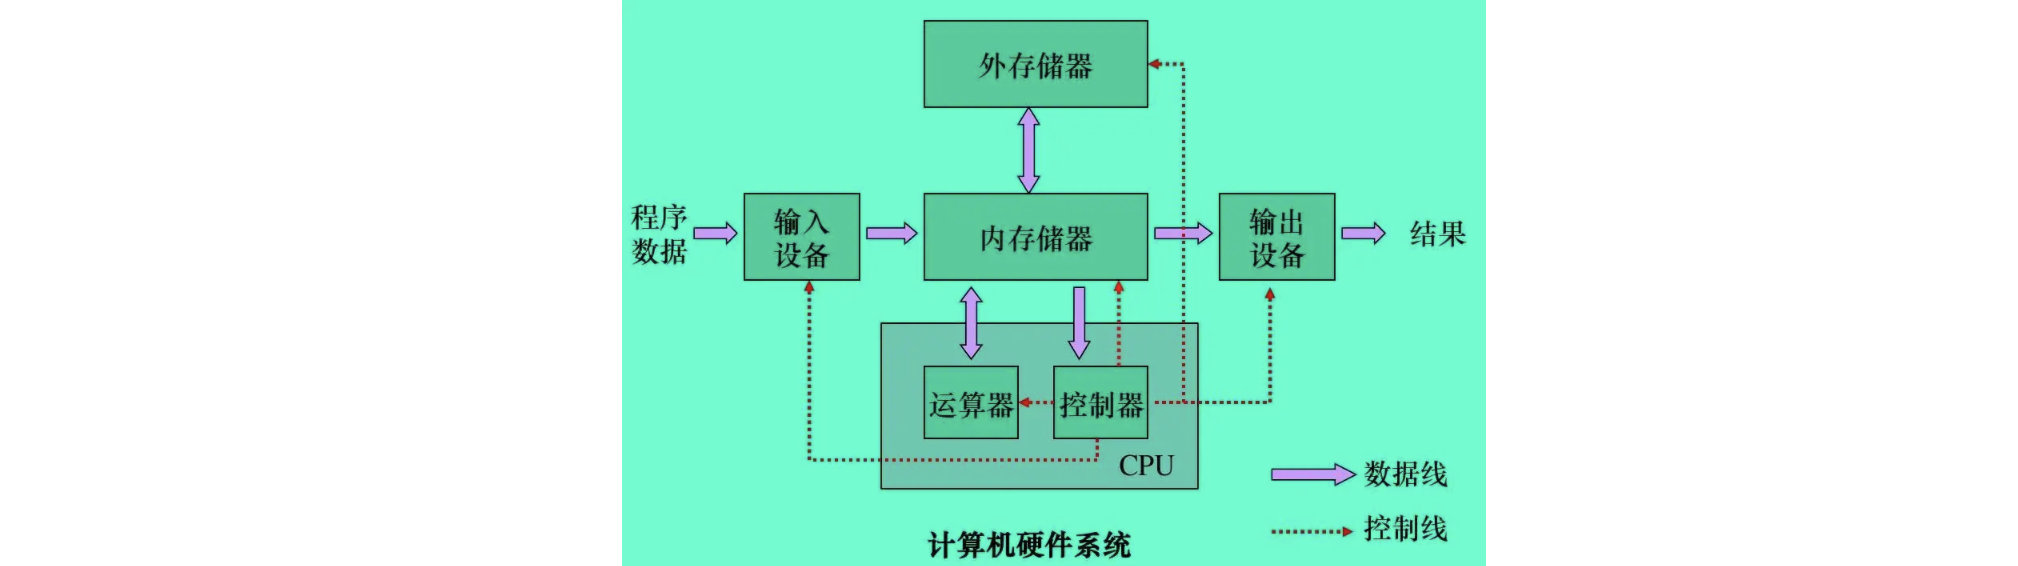 外存储器
程序
数据
输入
设备
内存储器
输出
设备
结果
运算器
控制器
CPU
数据线
控制线
计算机硬件系统